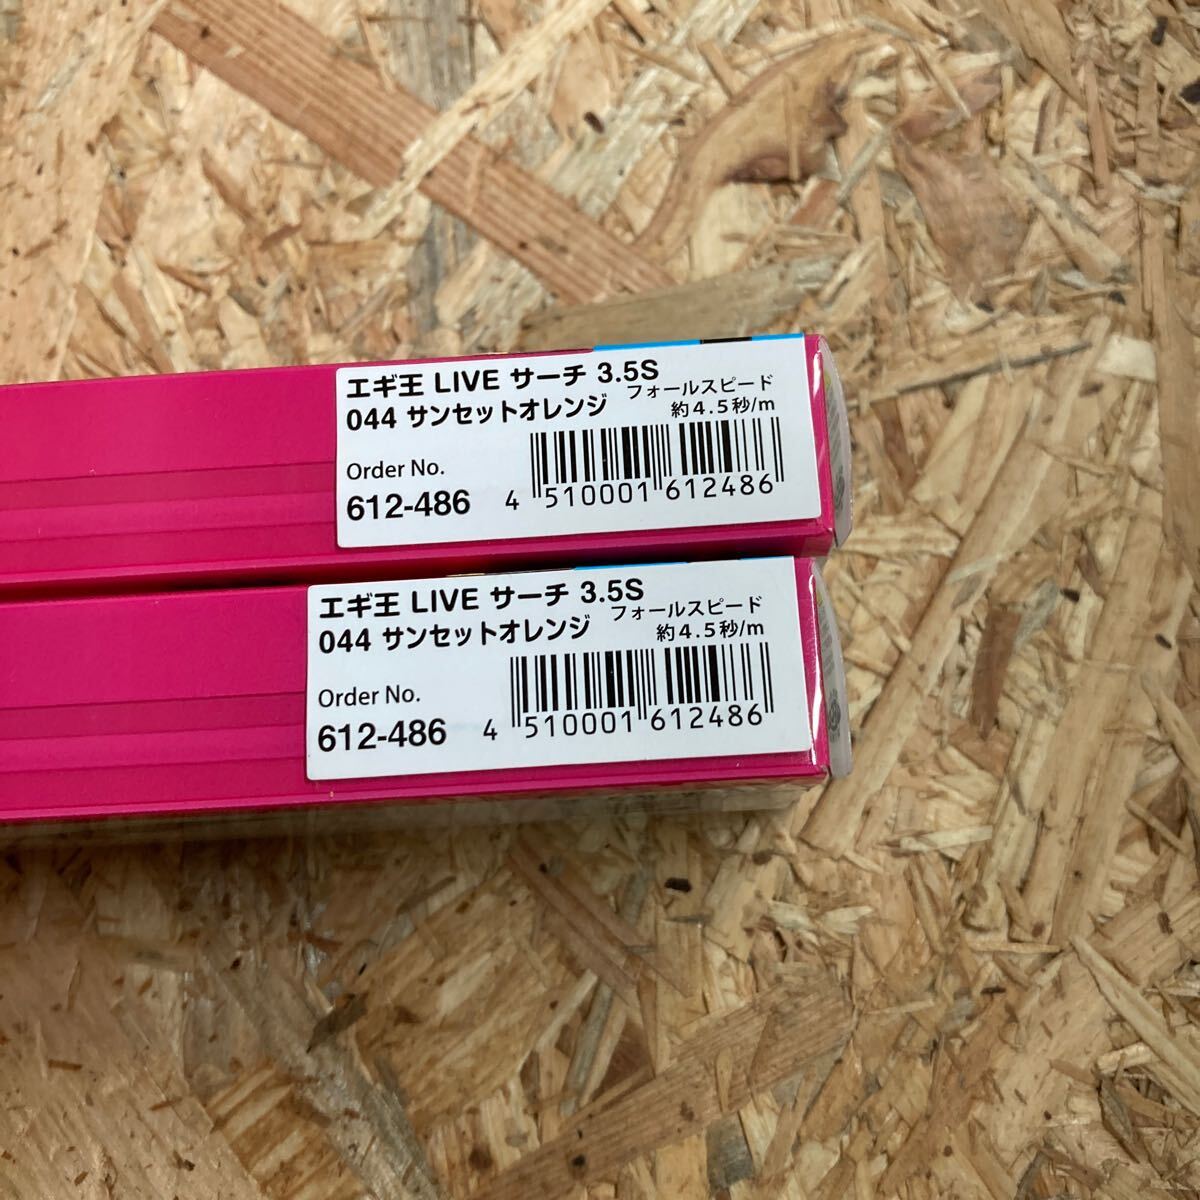 エギ王 LIVE サーチ 3.5S
044 サンセットオレンジ
フォールスピード
約4.5秒/m
Order No.
612-486
4 510001 612486
エギ王 LIVE サーチ 3.5S
044 サンセットオレンジ
フォールスピード
約4.5秒/m
Order No.
612-486
4 510001 612486